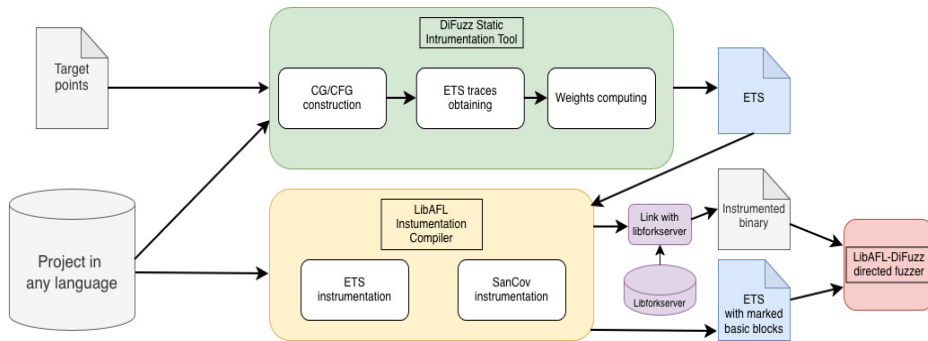 DiFuzz Static
Intrumentation Tool
Target
points
CG/CFG
construction
ETS traces
obtaining
Weights computing
ETS
Project in
any language
LibAFL
Instumentation
Compiler
ETS
instrumentation
SanCov
instrumentation
Link with
libforkserver
Libforkserver
Instrumented
binary
ETS
with marked
basic blocks
LibAFL-DiFuzz
directed fuzzer